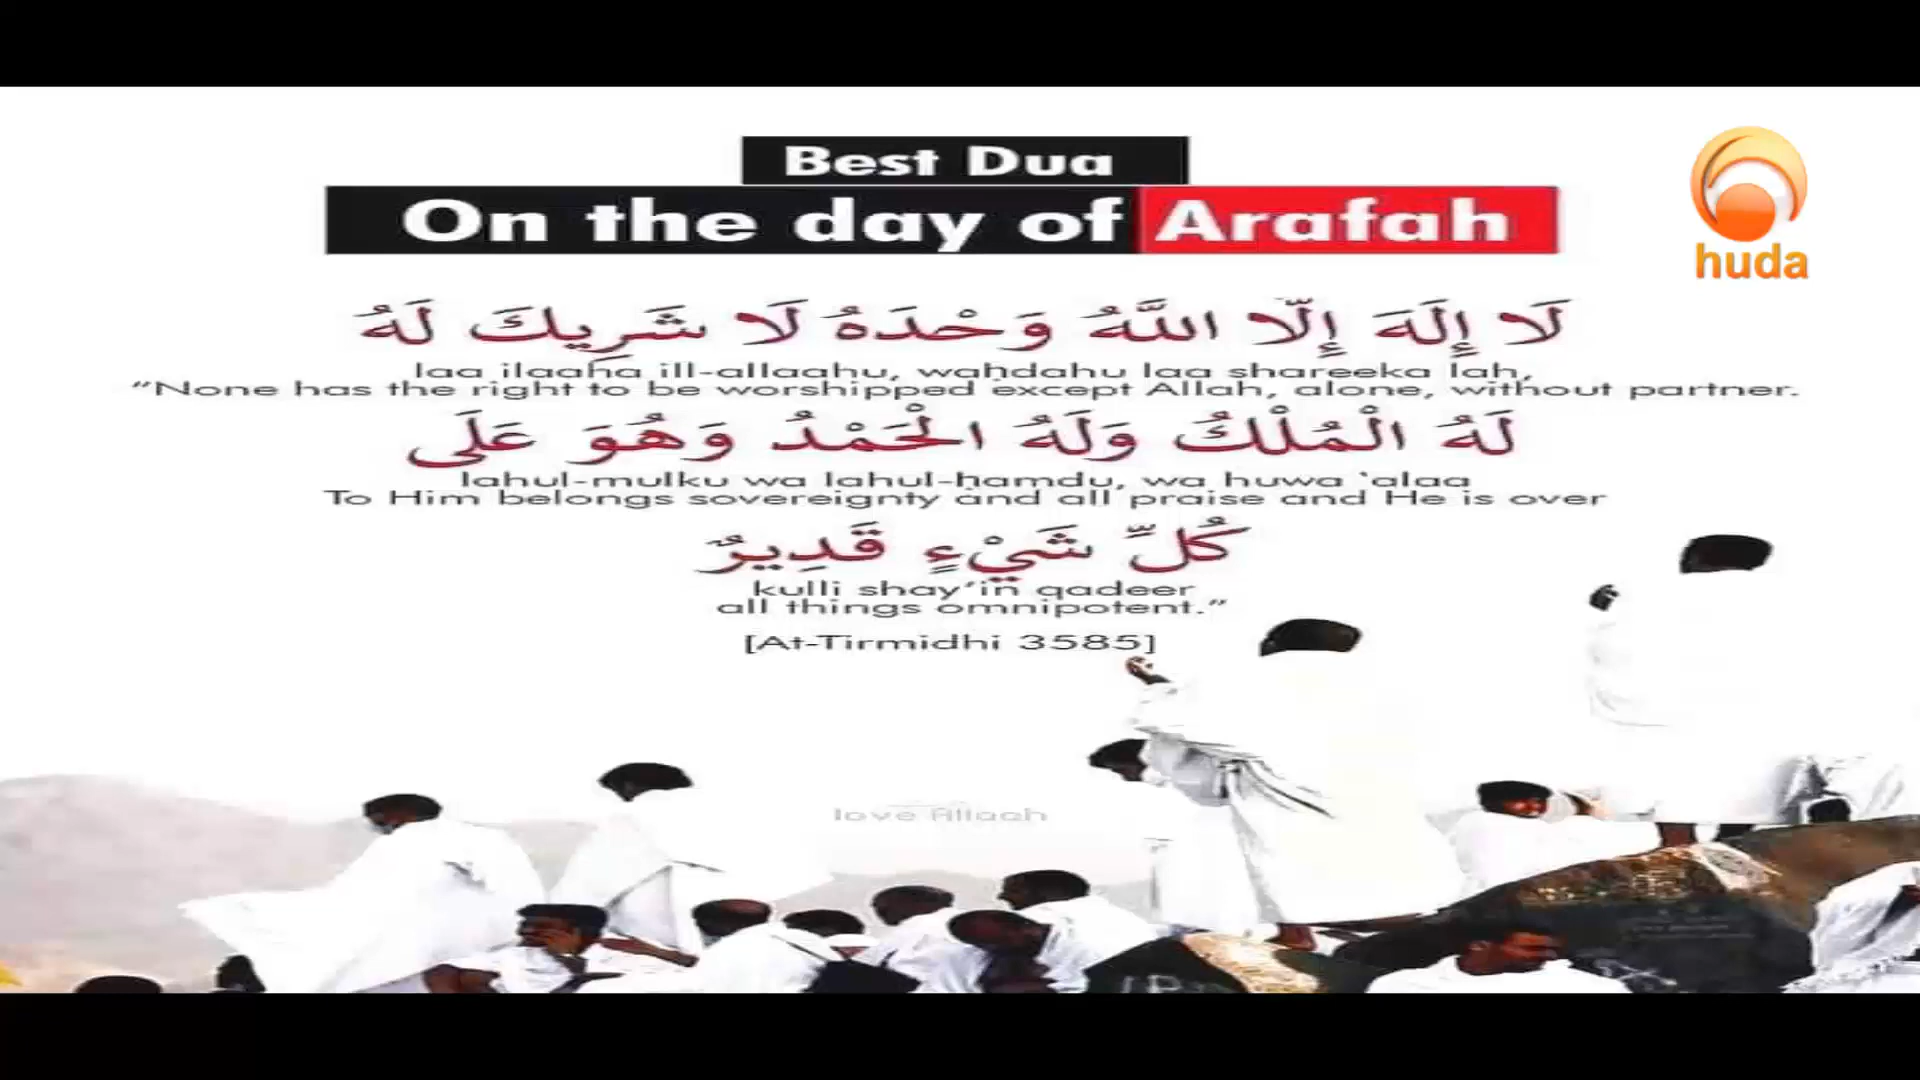 Best Dua
On the day of Arafah
huda
لَا إِلَهَ إِلَّا اللَّهُ وَحْدَهُ لَا شَرِيكَ لَهُ
laa ilaaha ill-allaahu, waḥdahu laa shareeka lah,
“None has the right to be worshipped except Allah, alone, without partner.
لَهُ الْمُلْكُ وَلَهُ الْحَمْدُ وَهُوَ عَلَى
lahul-mulku wa lahul-ḥamdu, wa huwa ‘alaa
To Him belongs sovereignty and all praise and He is over
كُلِّ شَيْءٍ قَدِيرٌ
kulli shay’in qadeer
all things omnipotent.”
[At-Tirmidhi 3585]
love